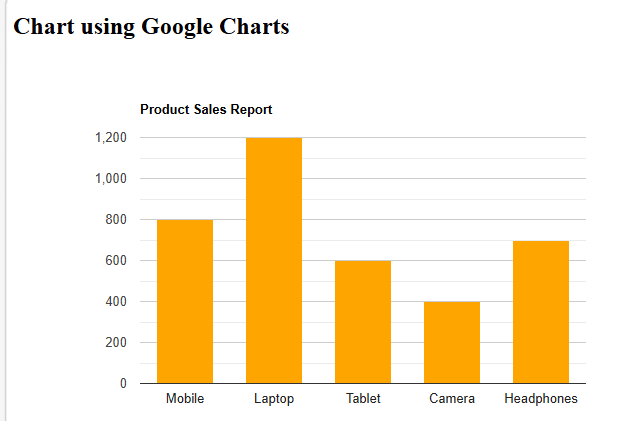 Chart using Google Charts
Product Sales Report
1,200
1,000
800
600
400
200
0
Mobile Laptop Tablet Camera Headphones